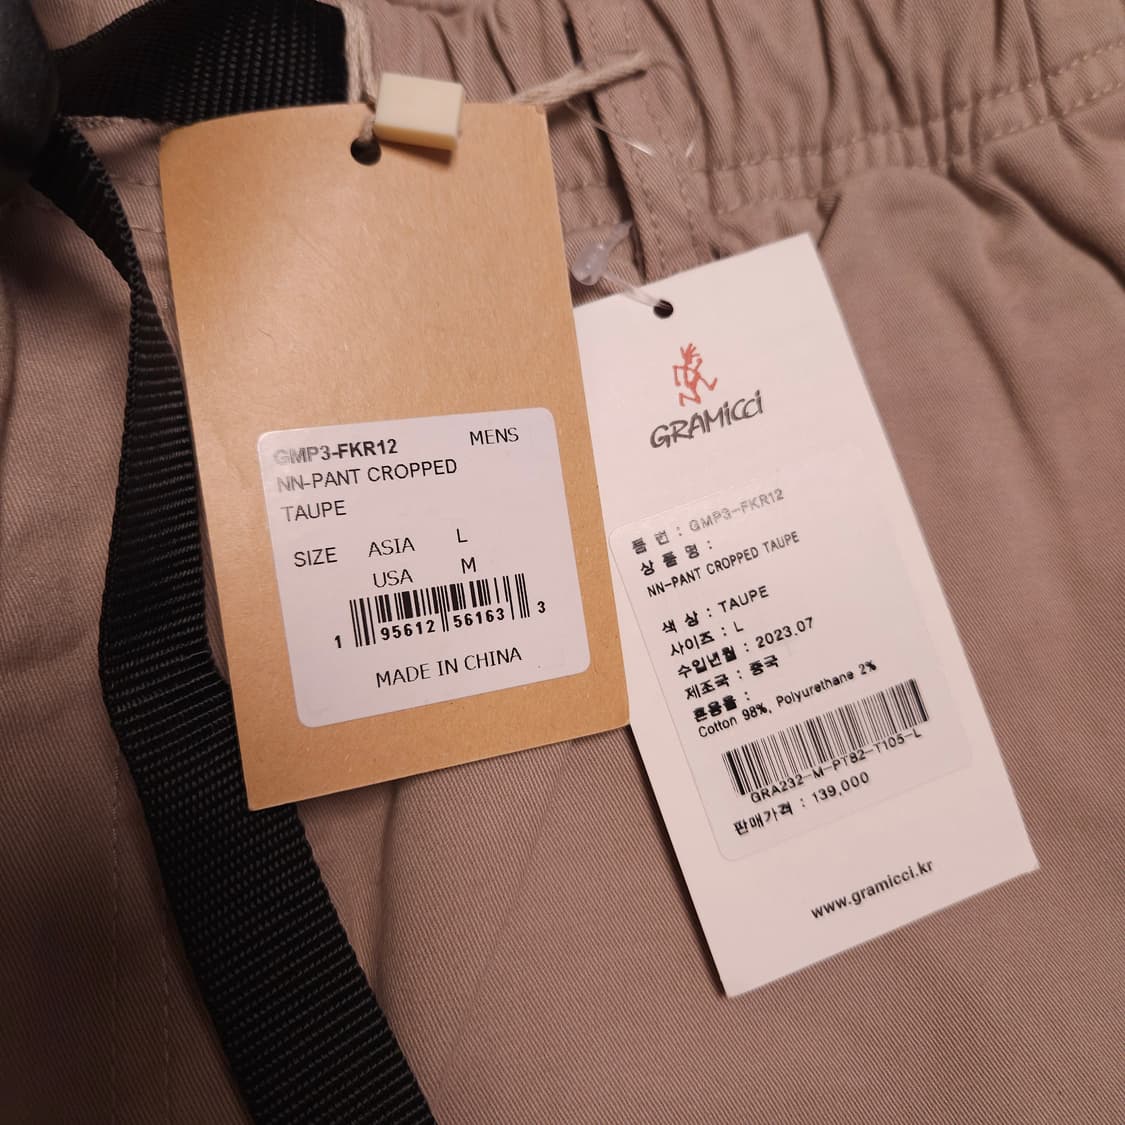 GMP3-FKR12 MENS
NN-PANT CROPPED
TAUPE
SIZE ASIA L
USA M
1 95612 56163 3
MADE IN CHINA
GRAMICCI
품 번 : GMP3-FKR12
상 품 명 :
NN-PANT CROPPED TAUPE
색 상 : TAUPE
사이즈 : L
수입년월 : 2023.07
제조국 : 중국
혼용율 :
Cotton 98%, Polyurethane 2%
GRA232-M-PT82-T105-L
판매가격 : 139,000
www.gramicci.kr